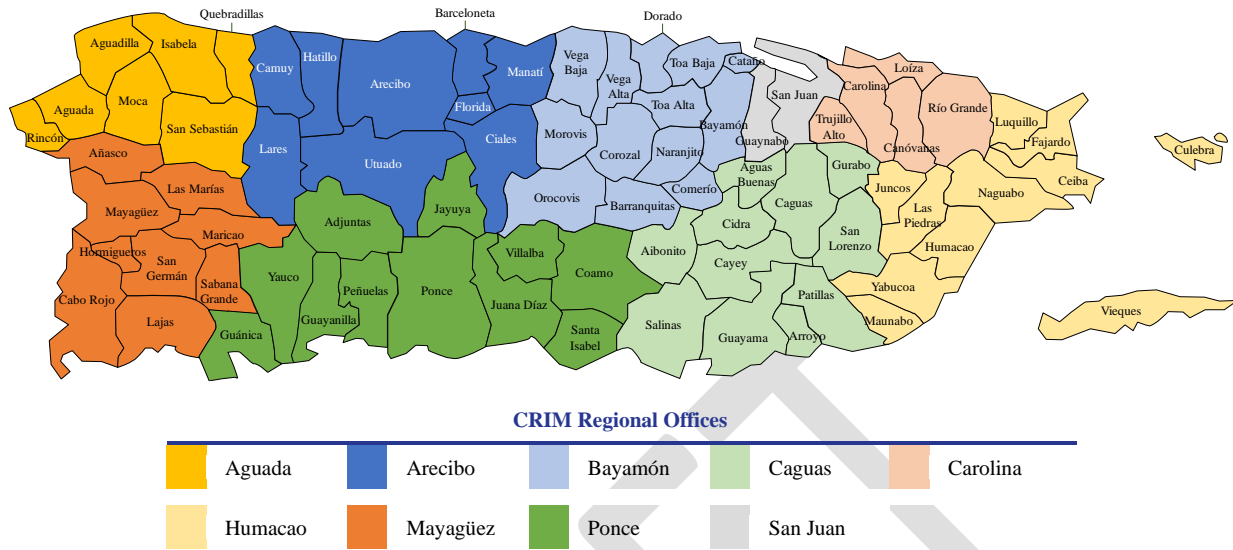 Quebradillas
Barceloneta
Dorado
Aguadilla
Isabela
Camuy
Hatillo
Arecibo
Manatí
Vega
Baja
Vega
Alta
Toa Baja
Cataño
San Juan
Carolina
Loíza
Río Grande
Aguada
Moca
Rincón
San Sebastián
Florida
Ciales
Morovis
Toa Alta
Bayamón
Guaynabo
Trujillo
Alto
Canóvanas
Luquillo
Fajardo
Culebra
Ceiba
Añasco
Lares
Utuado
Corozal
Naranjito
Aguas
Buenas
Gurabo
Las Marías
Mayagüez
Maricao
Adjuntas
Jayuya
Orocovis
Barranquitas
Comerío
Cidra
Caguas
Juncos
Las
Piedras
Naguabo
Hormigueros
San
Germán
Sabana
Grande
Yauco
Villalba
Coamo
Aibonito
Cayey
San
Lorenzo
Humacao
Cabo Rojo
Lajas
Guánica
Guayanilla
Peñuelas
Ponce
Juana Díaz
Santa
Isabel
Salinas
Guayama
Patillas
Arroyo
Yabucoa
Maunabo
Vieques
CRIM Regional Offices
Aguada
Arecibo
Bayamón
Caguas
Carolina
Humacao
Mayagüez
Ponce
San Juan